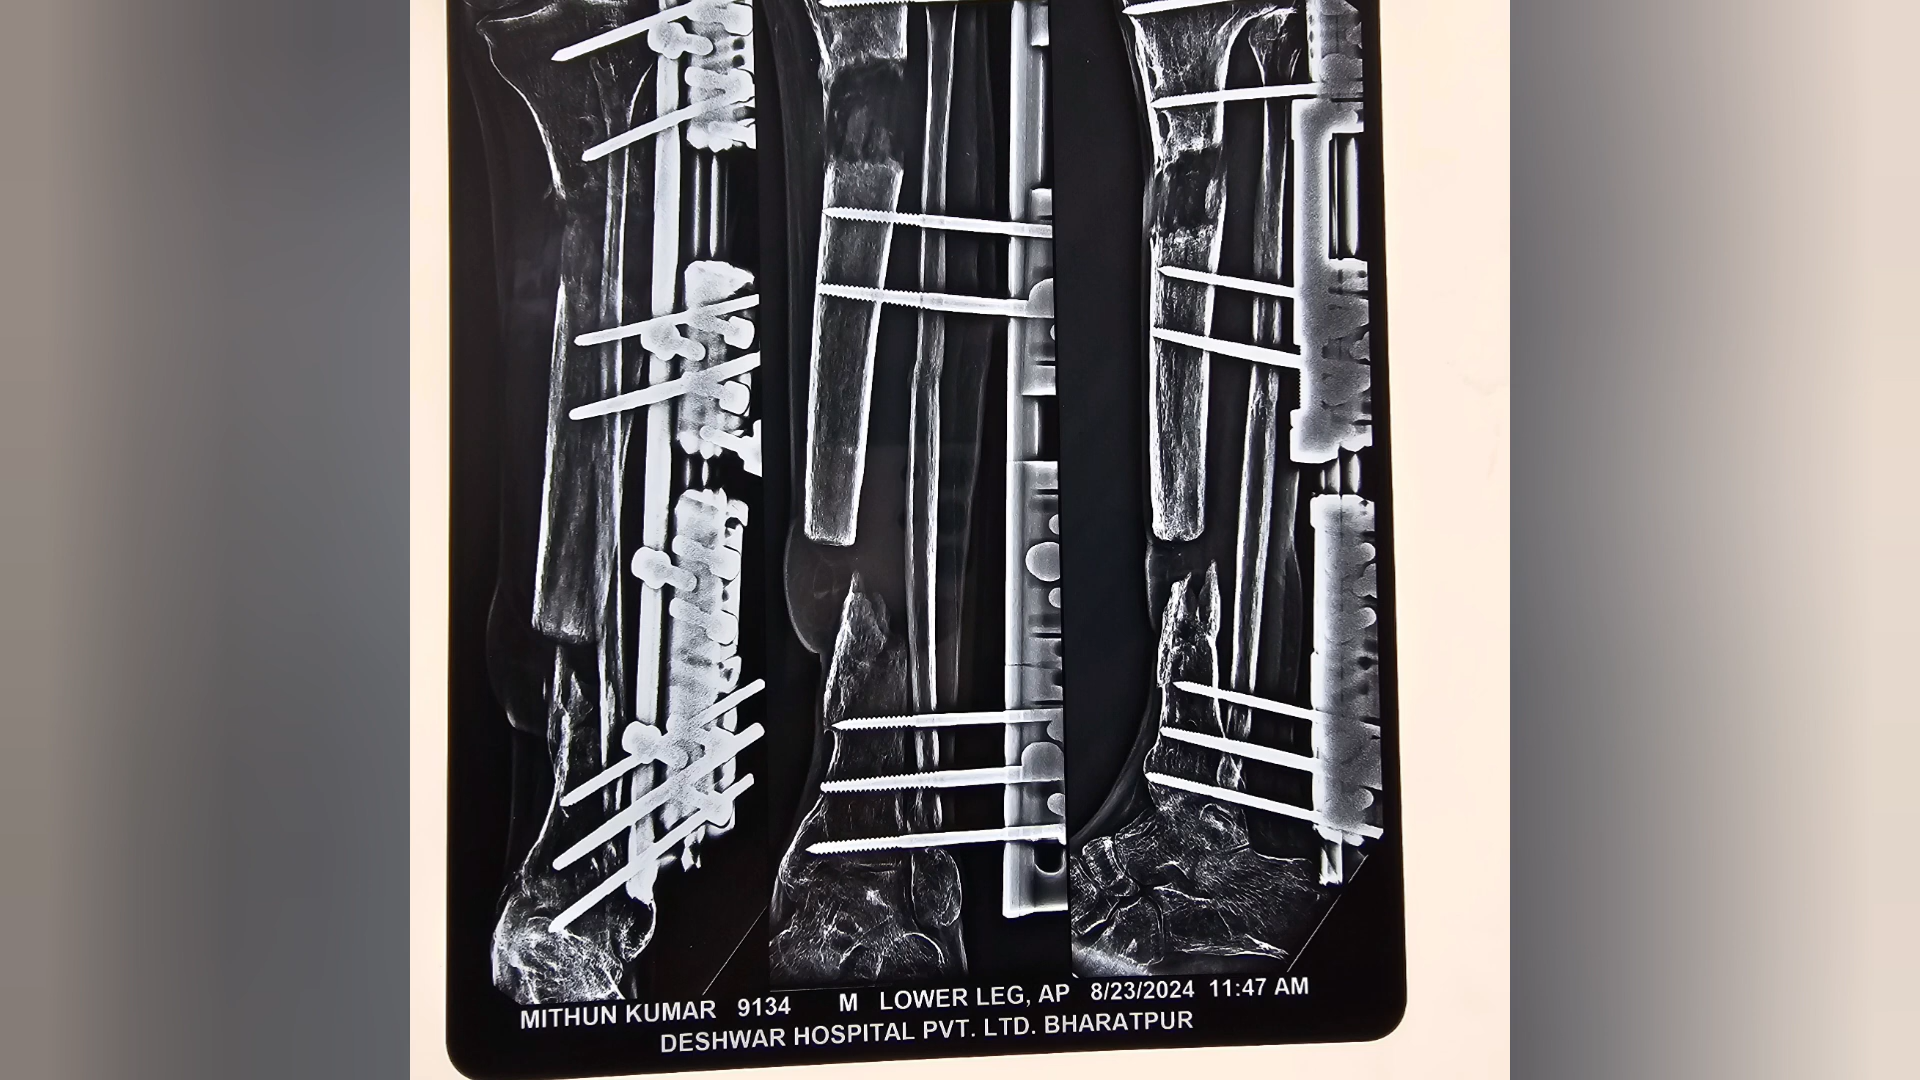 MITHUN KUMAR 9134 M LOWER LEG, AP 8/23/2024 11:47 AM
DESHWAR HOSPITAL PVT. LTD. BHARATPUR